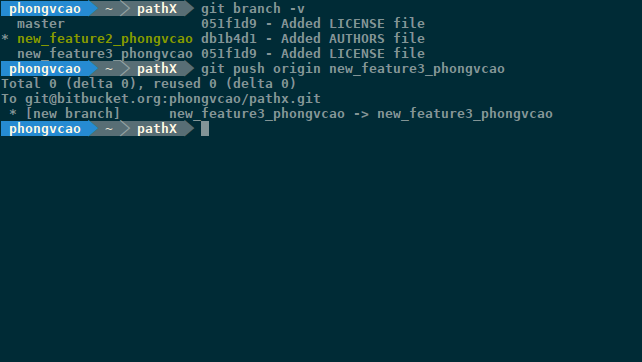 phongvcao ~ pathX git branch -v
master 051f1d9 - Added LICENSE file
* new_feature2_phongvcao db1b4d1 - Added AUTHORS file
new_feature3_phongvcao 051f1d9 - Added LICENSE file
phongvcao ~ pathX git push origin new_feature3_phongvcao
Total 0 (delta 0), reused 0 (delta 0)
To git@bitbucket.org:phongvcao/pathx.git
* [new branch] new_feature3_phongvcao -> new_feature3_phongvcao
phongvcao ~ pathX